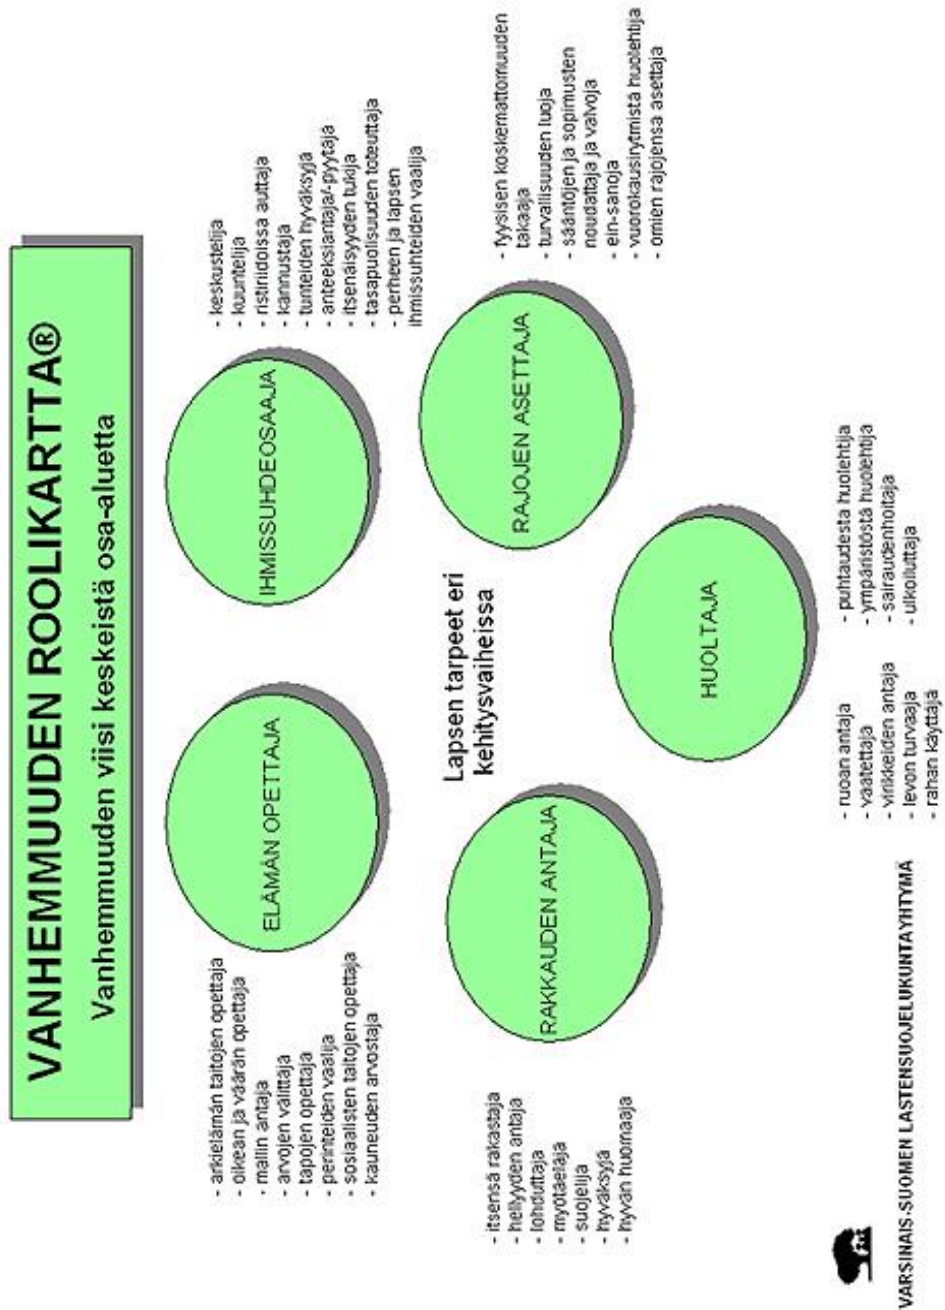 VANHEMMUUDEN ROOLIKARTTA®
Vanhemmuuden viisi keskeistä osa-aluetta
- arkielämän taitojen opettaja
- oikean ja väärän opettaja
- mallin antaja
- arvojen välittäjä
- tapojen opettaja
- perinteiden vaalija
- sosiaalisten taitojen opettaja
- kauneuden arvostaja
ELÄMÄN OPETTAJA
IHMISSUHDEOSAAJA
- keskustelija
- kuuntelija
- ristiriidoissa auttaja
- kannustaja
- tunteiden hyväksyjä
- anteeksiantaja/-pyytäjä
- itsenäisyyden tukija
- tasapuolisuuden toteuttaja
- perheen ja lapsen
ihmissuhteiden vaalija
Lapsen tarpeet eri
kehitysvaiheissa
- itsensä rakastaja
- hellyyden antaja
- lohduttaja
- myötäeläjä
- suojelija
- hyväksyjä
- hyvän huomaaja
RAKKAUDEN ANTAJA
RAJOJEN ASETTAJA
- fyysisen koskemattomuuden
takaaja
- turvallisuuden luoja
- sääntöjen ja sopimusten
noudattaja ja valvoja
- ein-sanoja
- vuorokausirytmistä huolehtija
- omien rajojensa asettaja
HUOLTAJA
- ruoan antaja
- vaatettaja
- virikkeiden antaja
- levon turvaaja
- rahan käyttäjä
- puhtaudesta huolehtija
- ympäristöstä huolehtija
- sairaudenhoitaja
- ulkoiluttaja
VARSINAIS-SUOMEN LASTENSUOJELUKUNTAYHTYMÄ